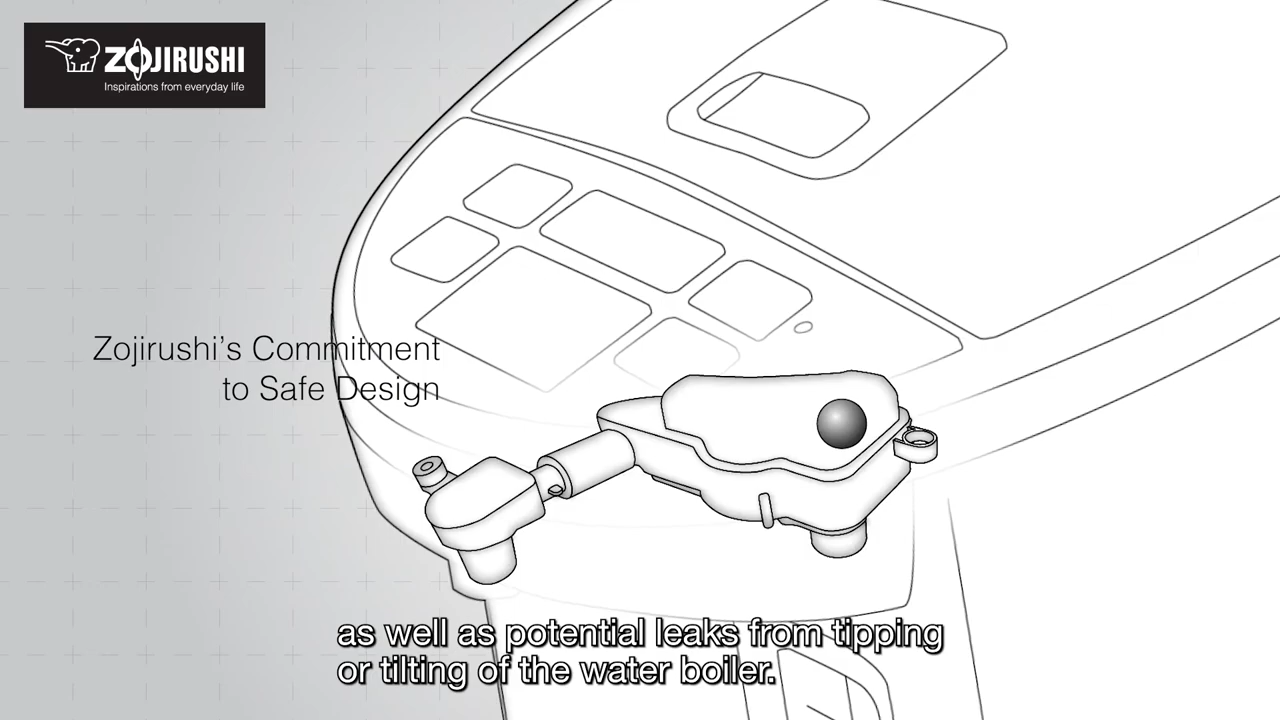 ZOJIRUSHI
Inspirations from everyday life
Zojirushi's Commitment
to Safe Design
as well as potential leaks from tipping
or tilting of the water boiler.